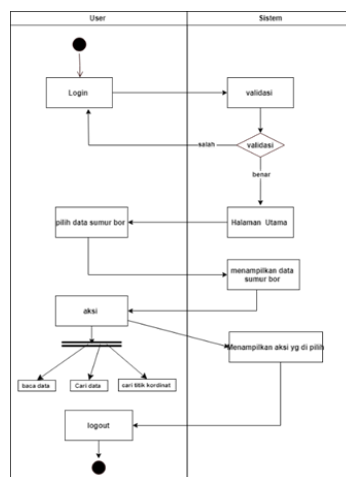 User
Sistem
Login
validasi
salah
validasi
benar
pilih data sumur bor
Halaman Utama
menampilkan data
sumur bor
aksi
Menampilkan aksi yg di pilih
baca data
Cari data
cari titik kordinat
logout